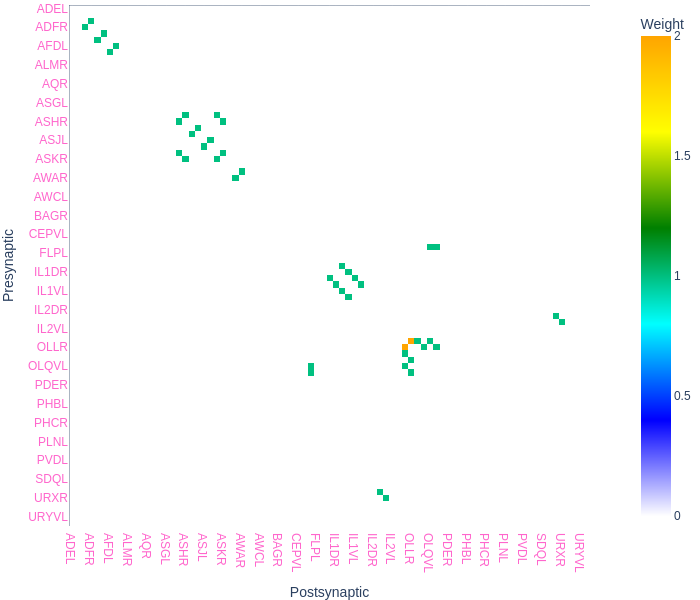 Weight
2
1.5
1
0.5
0
Presynaptic
ADEL
ADFR
AFDL
ALMR
AQR
ASGL
ASHR
ASJL
ASKR
AWAR
AWCL
BAGR
CEPVL
FLPL
IL1DR
IL1VL
IL2DR
IL2VL
OLLR
OLQVL
PDER
PHBL
PHCR
PLNL
PVDL
SDQL
URXR
URYVL
ADEL ADFR AFDL ALMR AQR ASGL ASHR ASJL ASKR AWAR AWCL BAGR CEPVL FLPL IL1DR IL1VL IL2DR IL2VL OLLR OLQVL PDER PHBL PHCR PLNL PVDL SDQL URXR URYVL
Postsynaptic